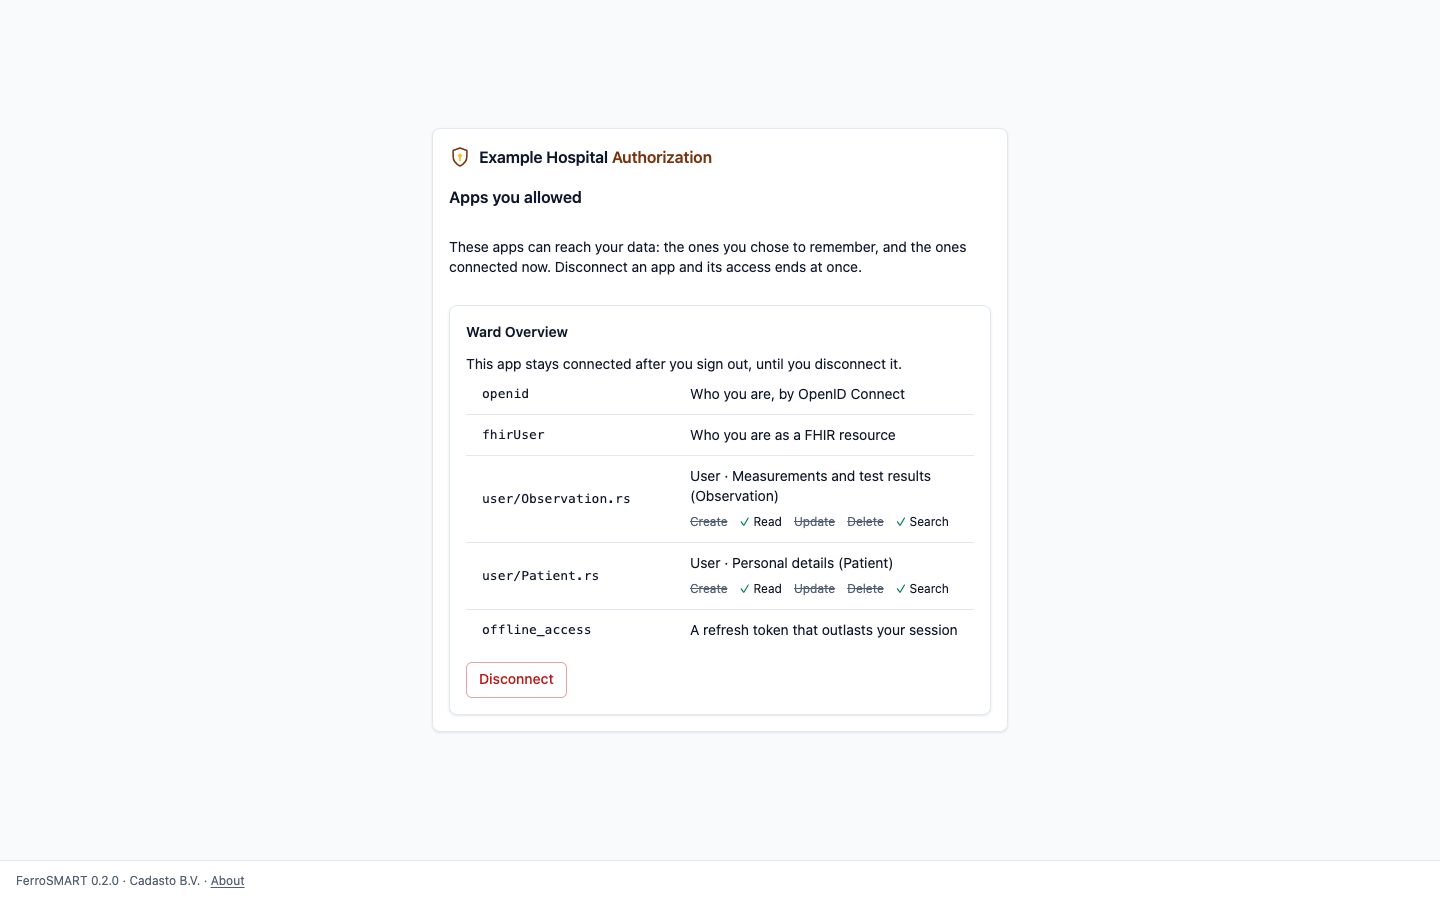 Example Hospital Authorization
Apps you allowed
These apps can reach your data: the ones you chose to remember, and the ones
connected now. Disconnect an app and its access ends at once.
Ward Overview
This app stays connected after you sign out, until you disconnect it.
openid Who you are, by OpenID Connect
fhirUser Who you are as a FHIR resource
user/Observation.rs User · Measurements and test results
(Observation)
Create ✓ Read Update Delete ✓ Search
user/Patient.rs User · Personal details (Patient)
Create ✓ Read Update Delete ✓ Search
offline_access A refresh token that outlasts your session
Disconnect
FerroSMART 0.2.0 · Cadasto B.V. · About